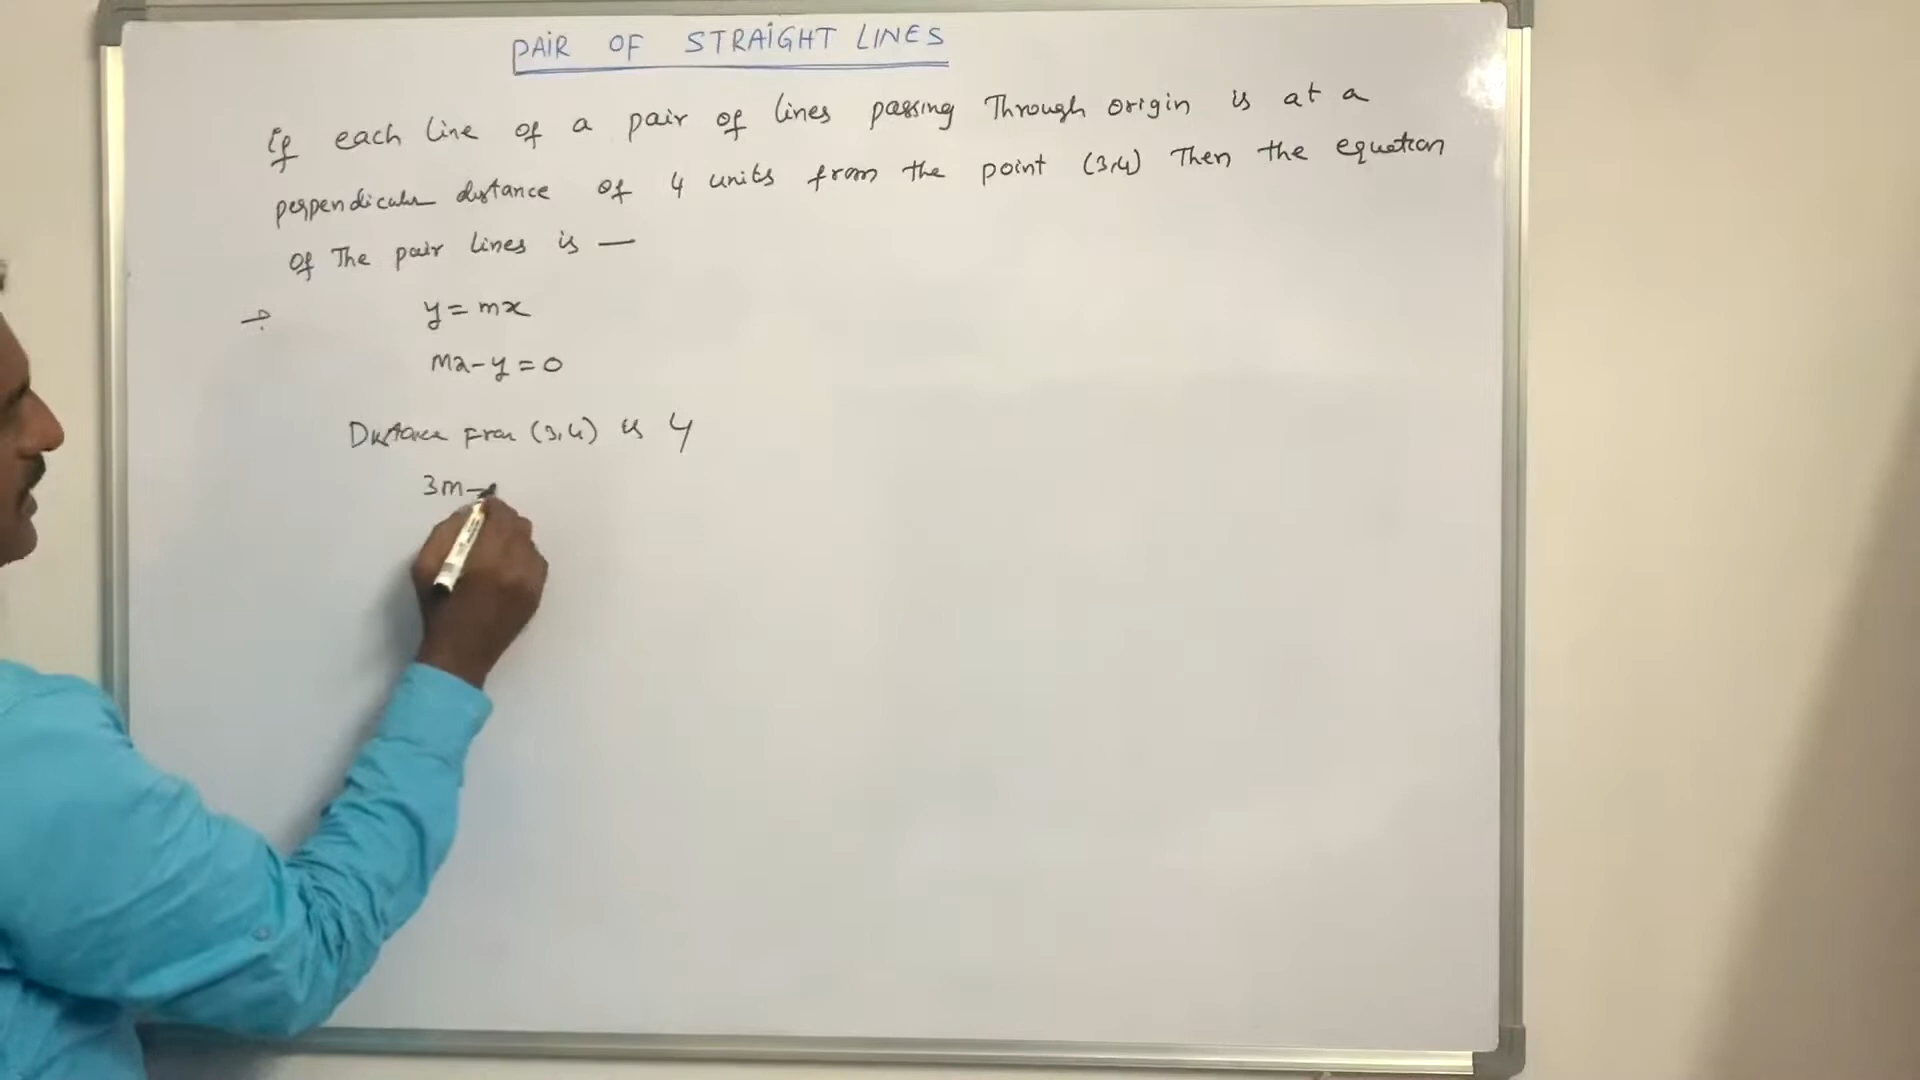 PAIR OF STRAIGHT LINES
If each line of a pair of lines passing Through origin is at a
perpendicular distance of 4 units from the point (3,4) Then the equation
of The pair lines is —
→ y = mx
mx - y = 0
Distance from (3,4) is 4
3m -